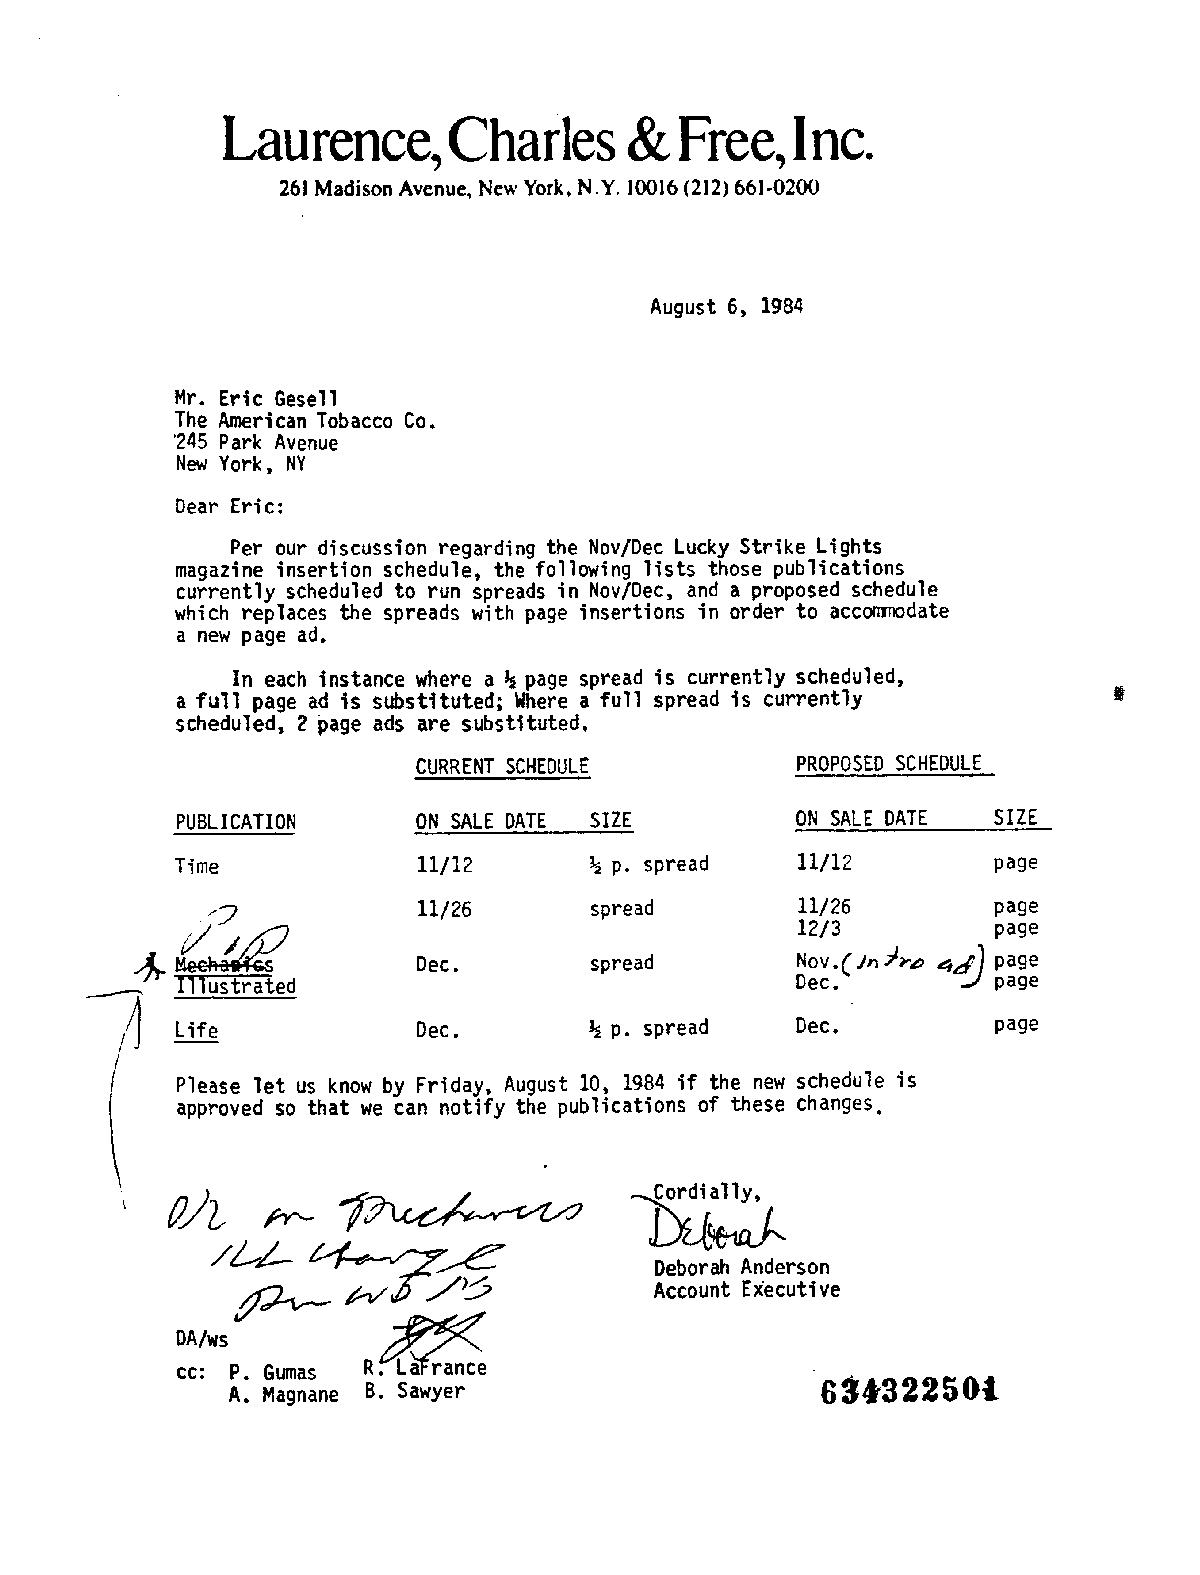 Laurence, Charles & Free, Inc.
261 Madison Avenue, New York, N.Y. 10016 (212) 661-0200
August 6, 1984
Mr. Eric Gesell
The American Tobacco Co.
245 Park Avenue
New York, NY
Dear Eric:
Per our discussion regarding the Nov/Dec Lucky Strike Lights
magazine insertion schedule, the following lists those publications
currently scheduled to run spreads in Nov/Dec, and a proposed schedule
which replaces the spreads with page insertions in order to accommodate
a new page ad.
In each instance where a ½ page spread is currently scheduled,
a full page ad is substituted; Where a full spread is currently
scheduled, 2 page ads are substituted.
CURRENT SCHEDULE PROPOSED SCHEDULE
PUBLICATION ON SALE DATE SIZE ON SALE DATE SIZE
Time 11/12 ½ p. spread 11/12 page
11/26 spread 11/26 page
12/3 page
Mechanics Dec. spread Nov. (Intro ad) page
Illustrated Dec. page
Life Dec. ½ p. spread Dec. page
Please let us know by Friday, August 10, 1984 if the new schedule is
approved so that we can notify the publications of these changes.
Cordially,
Deborah
O/K on Mechanics
Ill change
Deborah Anderson
Account Executive
DA/ws
cc: P. Gumas R. LaFrance
A. Magnane B. Sawyer
634322501